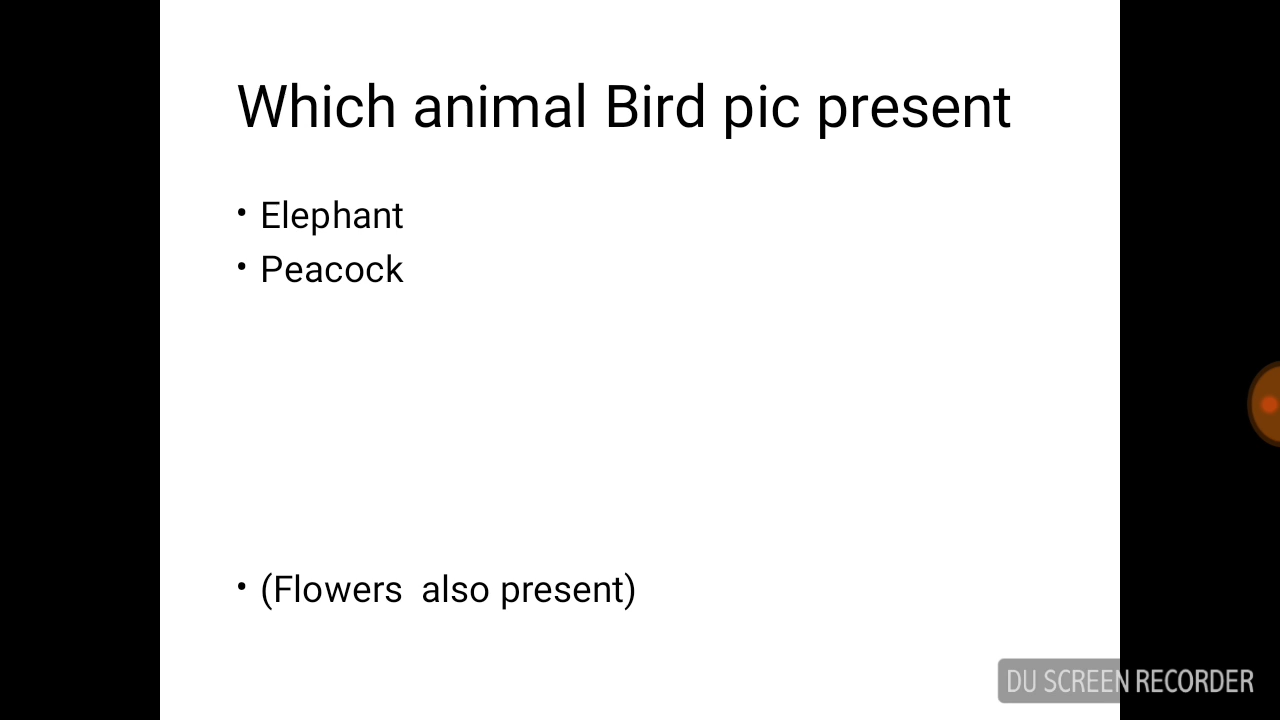 Which animal Bird pic present
• Elephant
• Peacock
• (Flowers also present)
DU SCREEN RECORDER